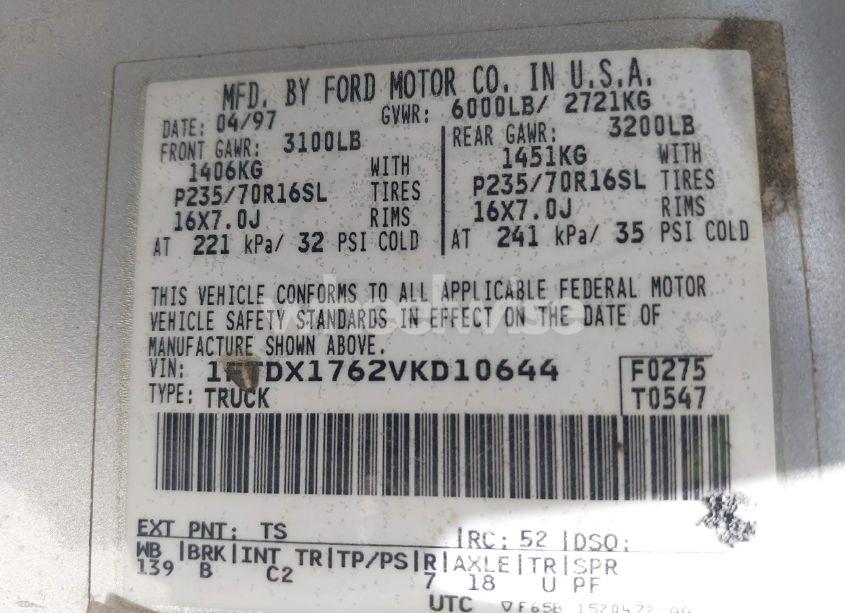 MFD. BY FORD MOTOR CO. IN U.S.A.
DATE: 04/97 GVWR: 6000LB/ 2721KG
FRONT GAWR: 3100LB REAR GAWR: 3200LB
1406KG WITH 1451KG WITH
P235/70R16SL TIRES P235/70R16SL TIRES
16X7.0J RIMS 16X7.0J RIMS
AT 221 kPa/ 32 PSI COLD AT 241 kPa/ 35 PSI COLD
THIS VEHICLE CONFORMS TO ALL APPLICABLE FEDERAL MOTOR
VEHICLE SAFETY STANDARDS IN EFFECT ON THE DATE OF
MANUFACTURE SHOWN ABOVE.
VIN: 1FTDX1762VKD10644 F0275
TYPE: TRUCK T0547
EXT PNT: TS RC: 52 DSO:
WB BRK INT TR TP/PS R AXLE TR SPR
139 B C2 7 18 U PF
UTC